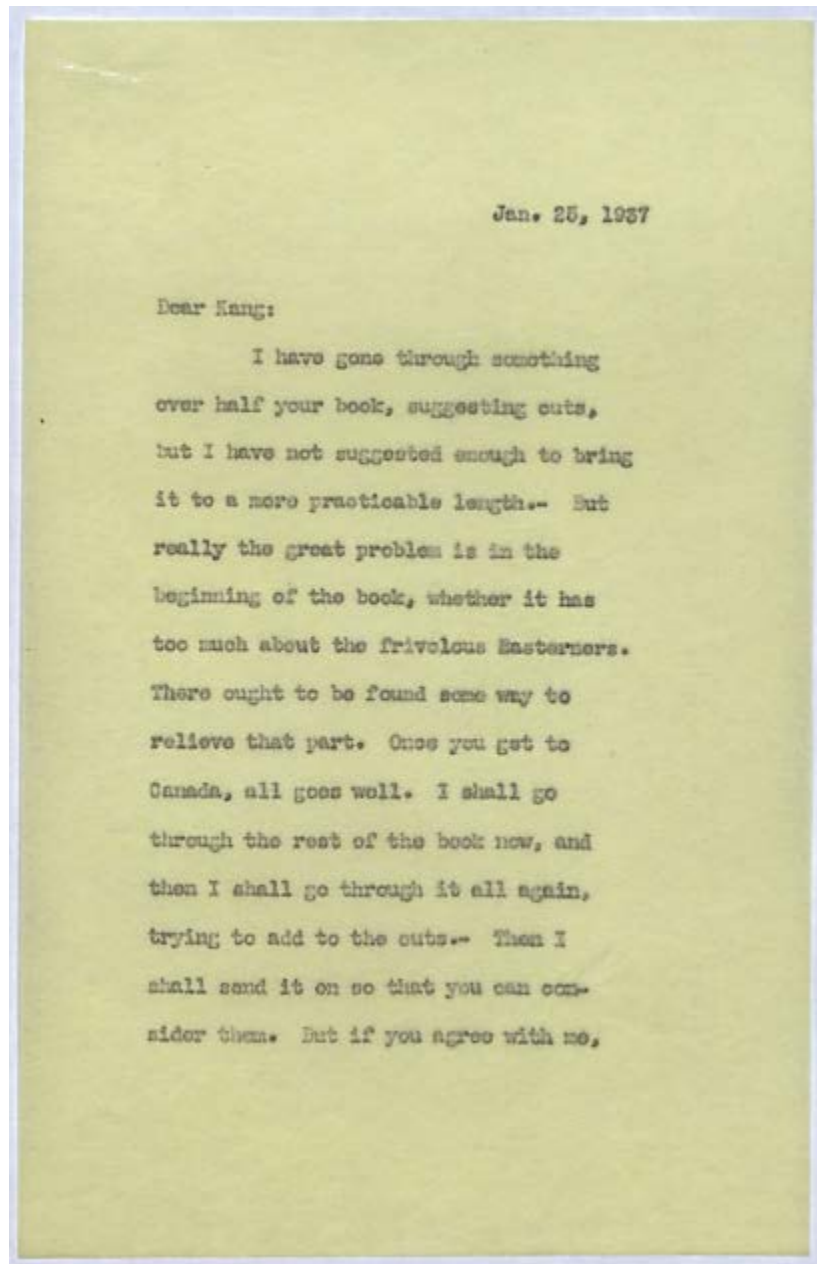 Jan. 25, 1937
Dear Kang:
I have gone through something
over half your book, suggesting cuts,
but I have not suggested enough to bring
it to a more practicable length.- But
really the great problem is in the
beginning of the book, whether it has
too much about the frivolous Easterners.
There ought to be found some way to
relieve that part. Once you get to
Canada, all goes well. I shall go
through the rest of the book now, and
then I shall go through it all again,
trying to add to the cuts.- Then I
shall send it on so that you can con-
sider them. But if you agree with me,